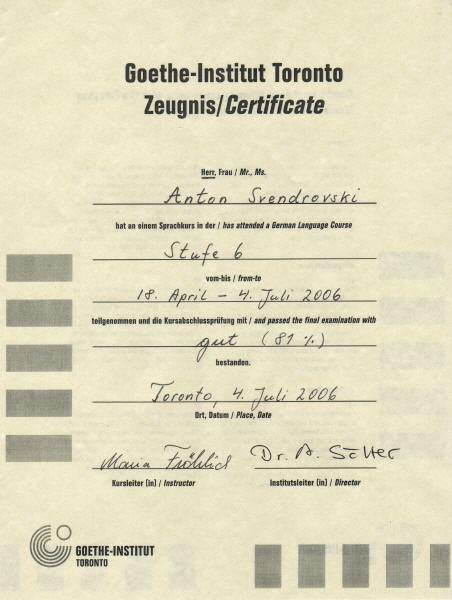 Goethe-Institut Toronto
Zeugnis/Certificate
Herr, Frau / Mr., Ms.
Anton Svendrovski
hat an einem Sprachkurs in der / has attended a German Language Course
Stufe 6
vom-bis / from-to
18. April – 4. Juli 2006
teilgenommen und die Kursabschlussprüfung mit / and passed the final examination with
gut (81 %)
bestanden.
Toronto, 4. Juli 2006
Ort, Datum / Place, Date
Maria Fröhlich Dr. A.
Kursleiter (in) / Instructor Institutsleiter (in) / Director
GOETHE-INSTITUT
TORONTO